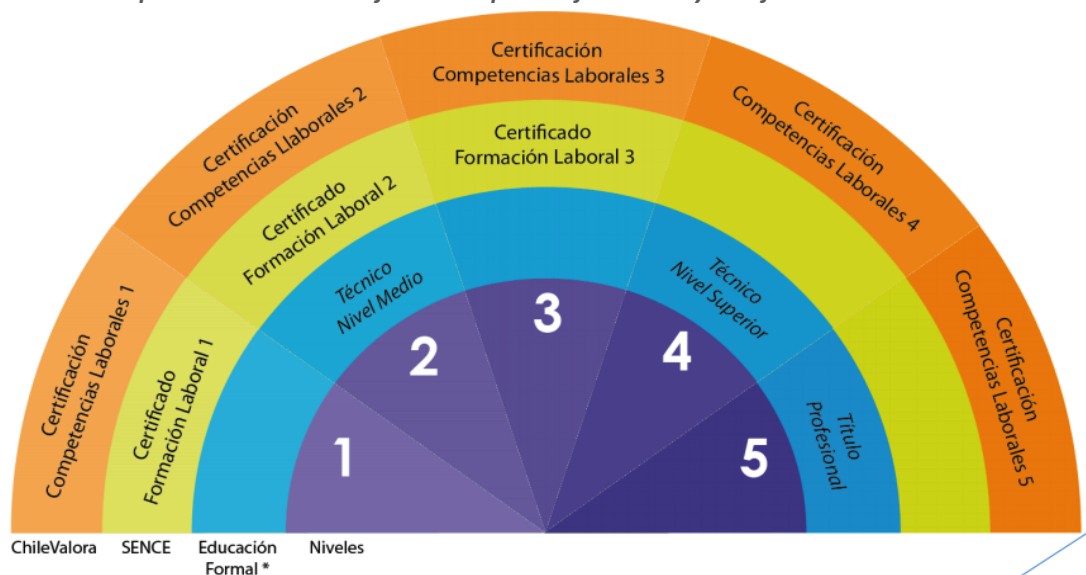 Certificación
Competencias Laborales 1
Certificación
Competencias Llaborales 2
Certificación
Competencias Laborales 3
Certificación
Competencias Laborales 4
Certificación
Competencias Laborales 5
Certificado
Formación Laboral 1
Certificado
Formación Laboral 2
Certificado
Formación Laboral 3
Técnico
Nivel Medio
Técnico
Nivel Superior
Título
Profesional
1
2
3
4
5
ChileValora
SENCE
Educación
Formal *
Niveles